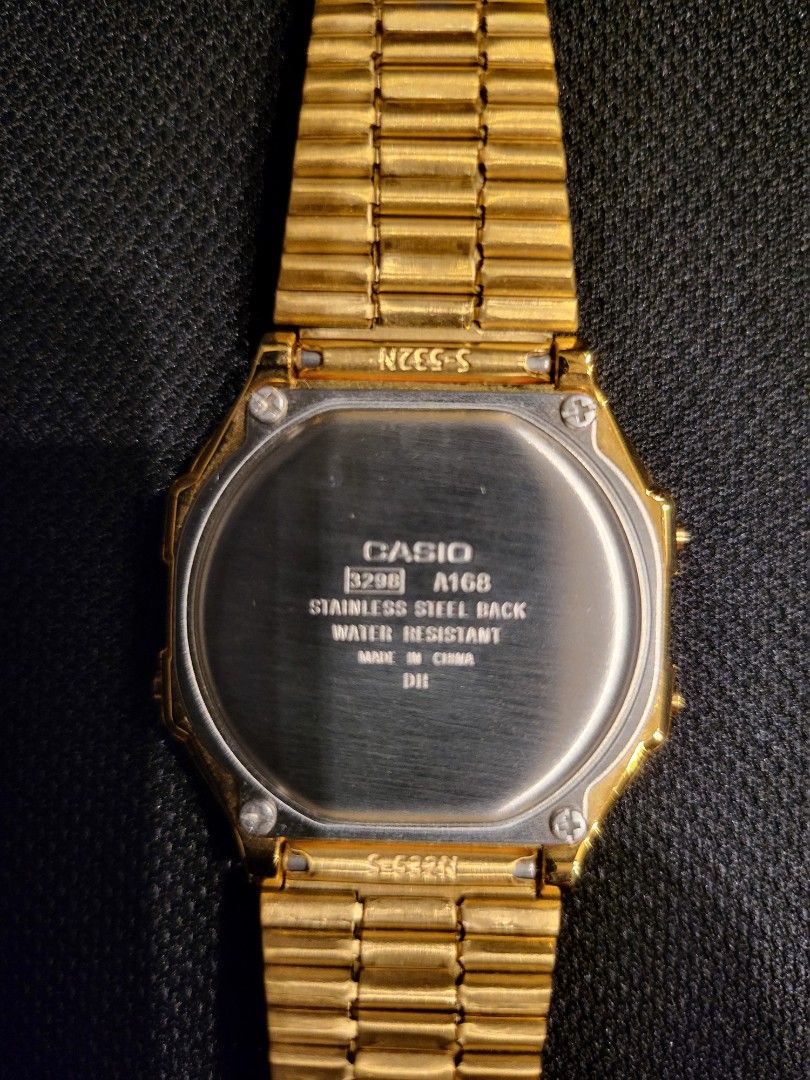 S-532N
CASIO
3298 A168
STAINLESS STEEL BACK
WATER RESISTANT
MADE IN CHINA
DH
S-532N